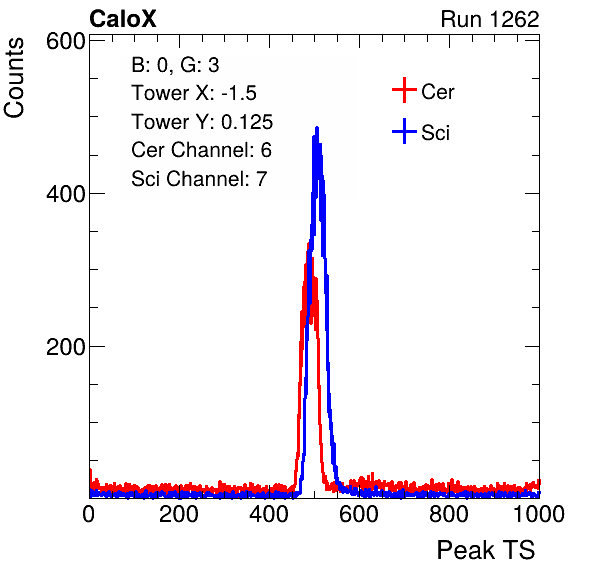 CaloX Run 1262
Counts
600
400
200
B: 0, G: 3
Tower X: -1.5
Tower Y: 0.125
Cer Channel: 6
Sci Channel: 7
Cer
Sci
0 200 400 600 800 1000
Peak TS